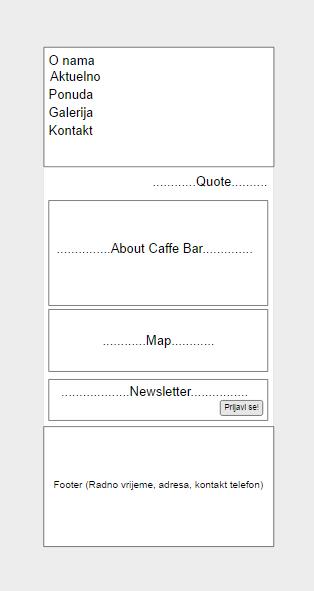 O nama
Aktuelno
Ponuda
Galerija
Kontakt
............Quote..........
...............About Caffe Bar..............
............Map............
...................Newsletter................
Prijavi se!
Footer (Radno vrijeme, adresa, kontakt telefon)